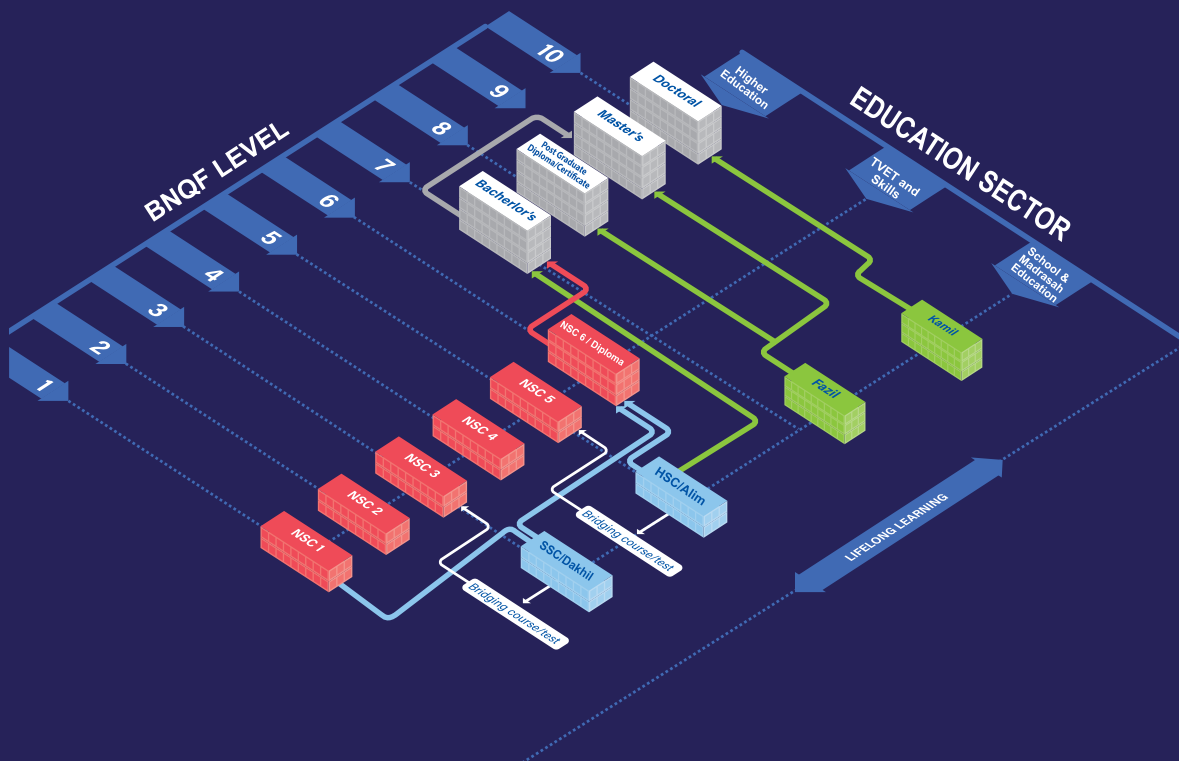 BNQF LEVEL
10
9
8
7
6
5
4
3
2
1
EDUCATION SECTOR
Higher
Education
TVET and
Skills
School &
Madrasah
Education
Doctoral
Master's
Post Graduate
Diploma/Certificate
Bacherlor's
NSC 6 / Diploma
NSC 5
NSC 4
NSC 3
NSC 2
NSC 1
Kamil
Fazil
HSC/Alim
Bridging course/test
SSC/Dakhil
Bridging course/test
LIFELONG LEARNING